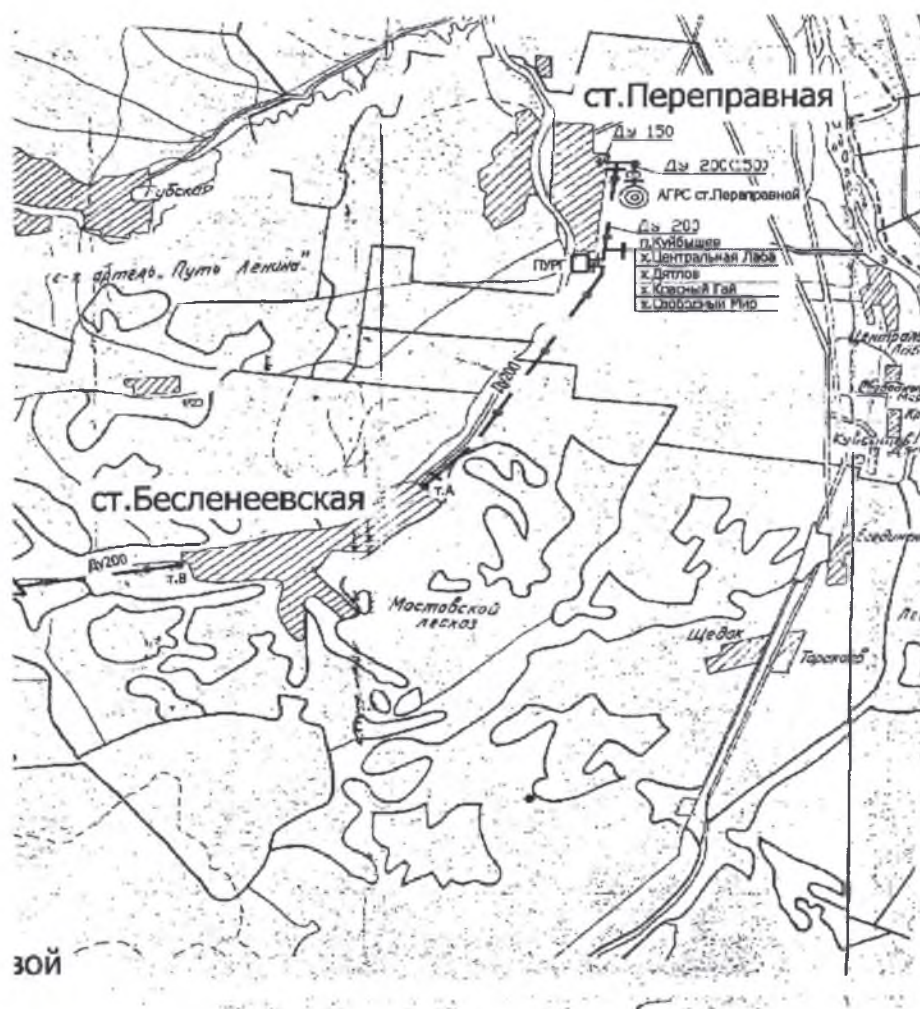 ст.Переправная
Ду 150
Ду 200(150)
АГРС ст.Переправной
Губская
Ду 200
п.Куйбышев
х.Центральная Лаба
х.Дятлов
х.Красный Гай
х.Свободный Мир
ПУРГ
с-х артель „Путь Ленина"
Ду200
ст.Бесленеевская
т.А
Ду200
т.В
Мостовской
лесхоз
Щедок
ЗОЙ